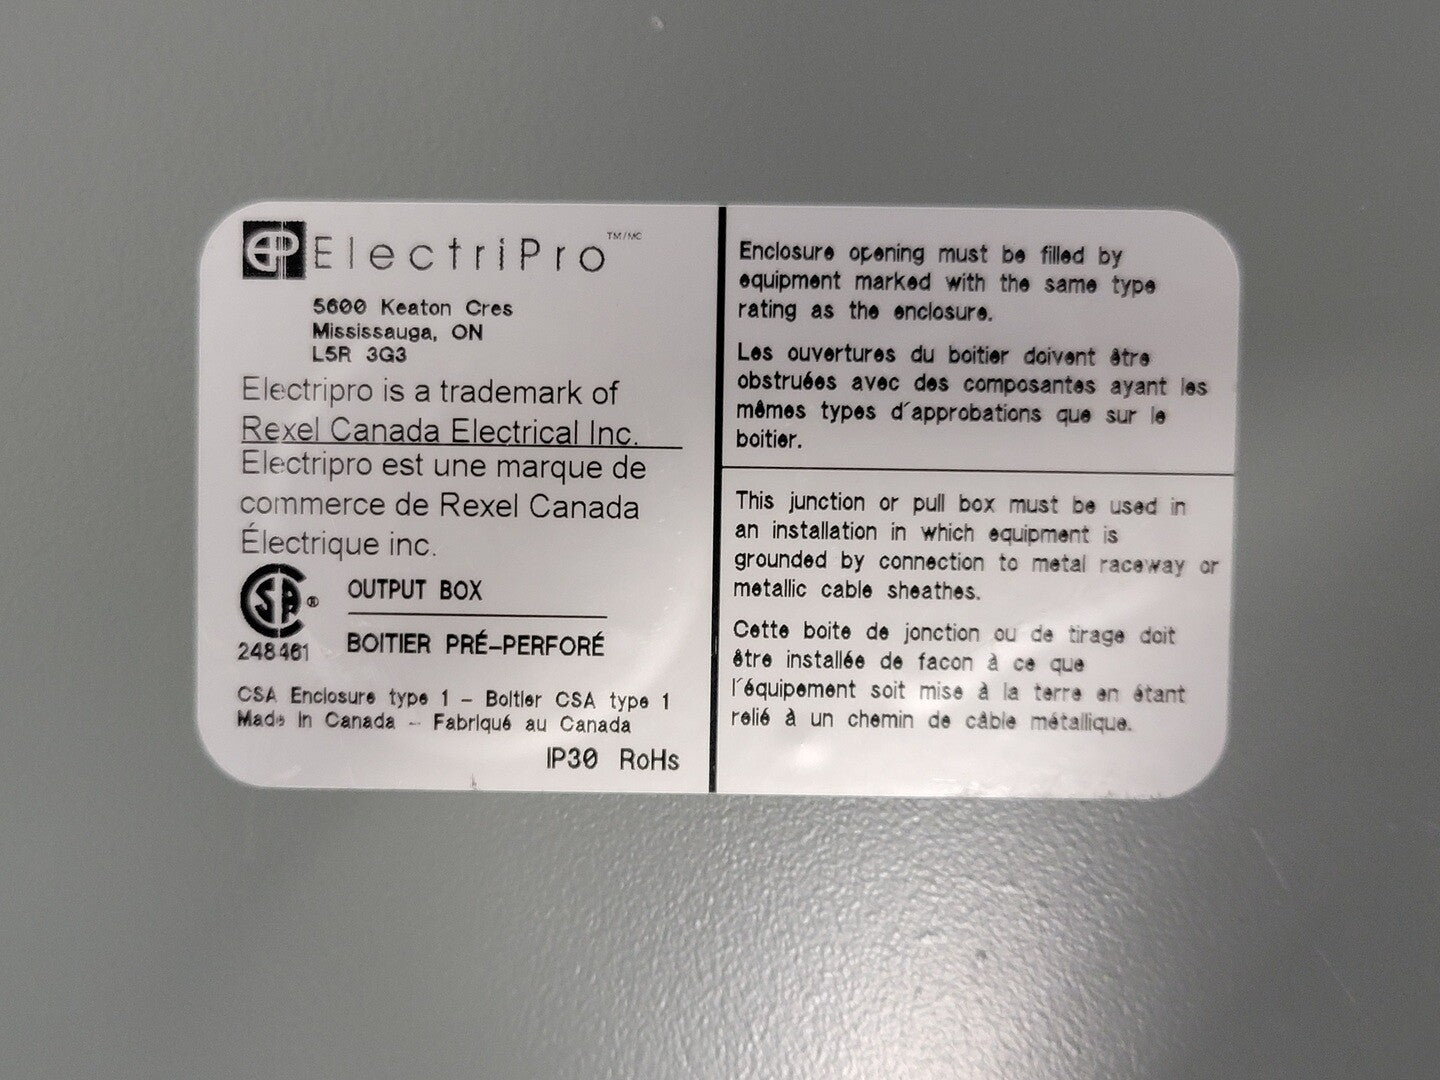 EP ElectriPro TM/MC
5600 Keaton Cres
Mississauga, ON
L5R 3G3
Electripro is a trademark of
Rexel Canada Electrical Inc.
Electripro est une marque de
commerce de Rexel Canada
Électrique inc.
CSA ®
248461
OUTPUT BOX
BOITIER PRÉ-PERFORÉ
CSA Enclosure type 1 - Boitier CSA type 1
Made in Canada - Fabriqué au Canada
IP30 RoHs
Enclosure opening must be filled by
equipment marked with the same type
rating as the enclosure.
Les ouvertures du boitier doivent être
obstruées avec des composantes ayant les
mêmes types d'approbations que sur le
boitier.
This junction or pull box must be used in
an installation in which equipment is
grounded by connection to metal raceway or
metallic cable sheathes.
Cette boite de jonction ou de tirage doit
être installée de facon à ce que
l'équipement soit mise à la terre en étant
relié à un chemin de câble métallique.